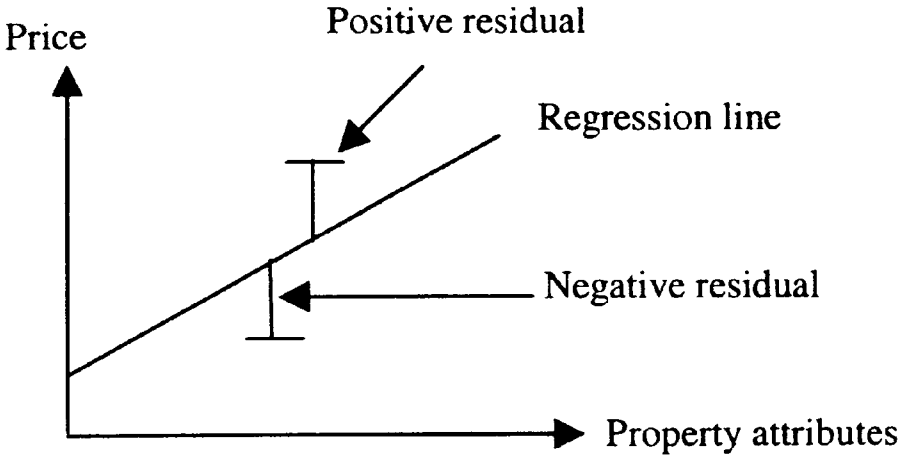 Positive residual
Price
Regression line
Negative residual
Property attributes